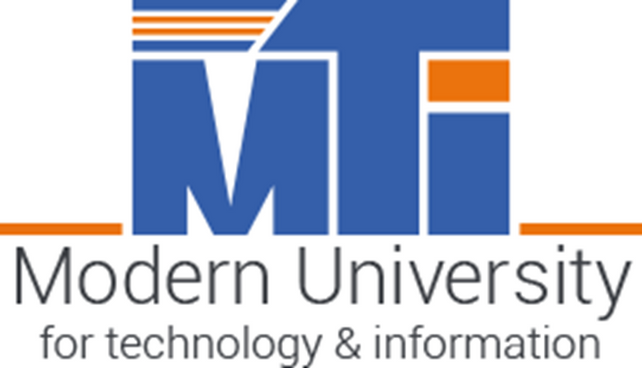 MTi
Modern University
for technology & information